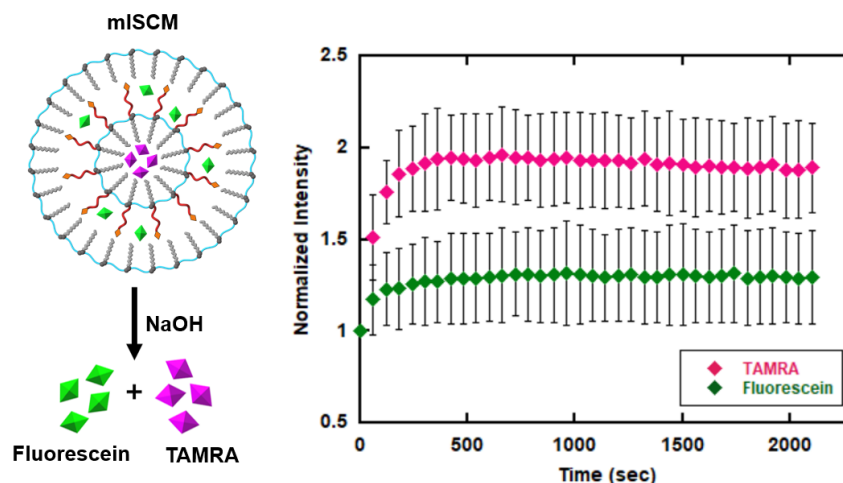 mISCM
NaOH
+
Fluorescein TAMRA
2.5
2
1.5
1
0.5
Normalized Intensity
TAMRA
Fluorescein
0 500 1000 1500 2000
Time (sec)